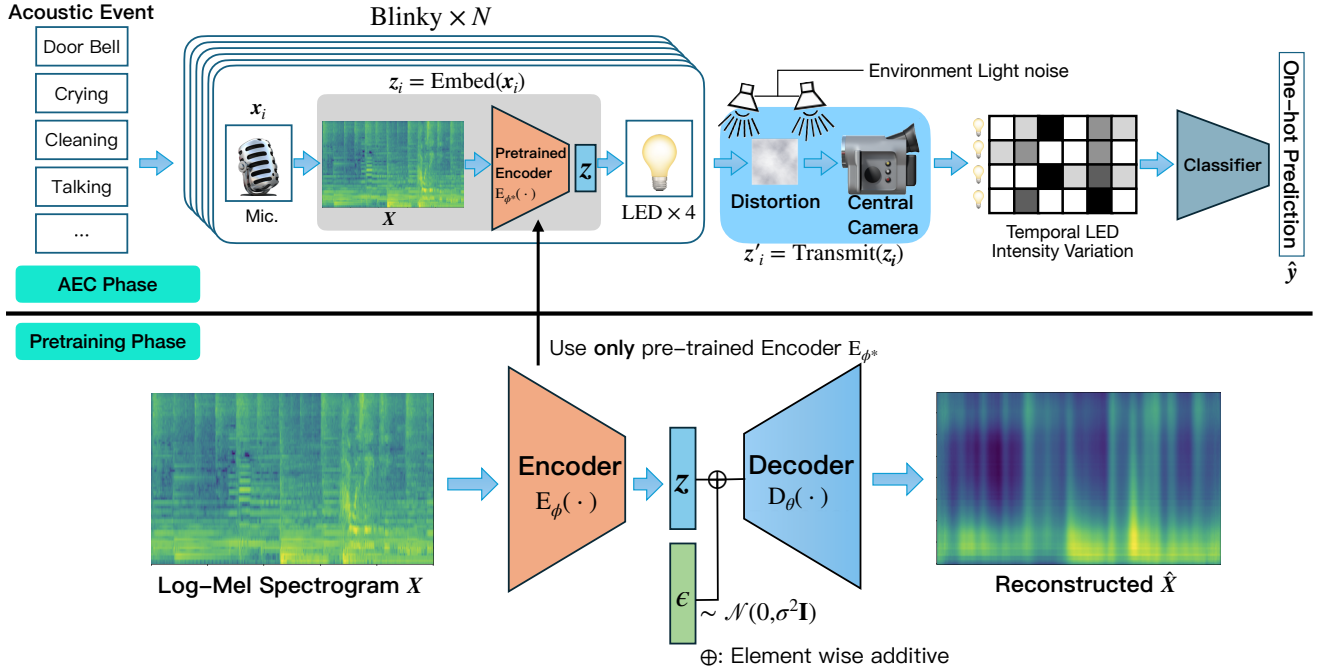 Acoustic Event
Door Bell
Crying
Cleaning
Talking
...
AEC Phase
Blinky × N
z_i = Embed(x_i)
x_i
Mic.
X
Pretrained
Encoder
E_ϕ*(·)
z
LED × 4
Environment Light noise
Distortion
Central
Camera
z′_i = Transmit(z_i)
Temporal LED
Intensity Variation
Classifier
One-hot Prediction ŷ
Pretraining Phase
Use only pre-trained Encoder E_ϕ*
Log-Mel Spectrogram X
Encoder
E_ϕ(·)
z
⊕
ϵ
~ 𝒩(0,σ²I)
Decoder
D_θ(·)
Reconstructed X̂
⊕: Element wise additive